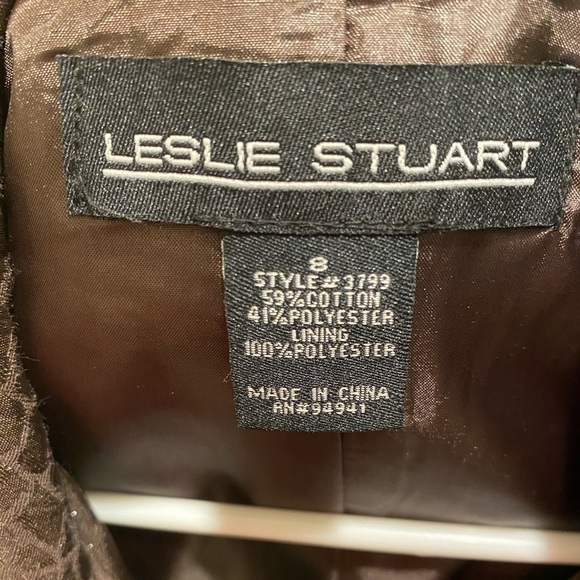 LESLIE STUART
8
STYLE#3799
59%COTTON
41%POLYESTER
LINING
100%POLYESTER
MADE IN CHINA
RN#94941